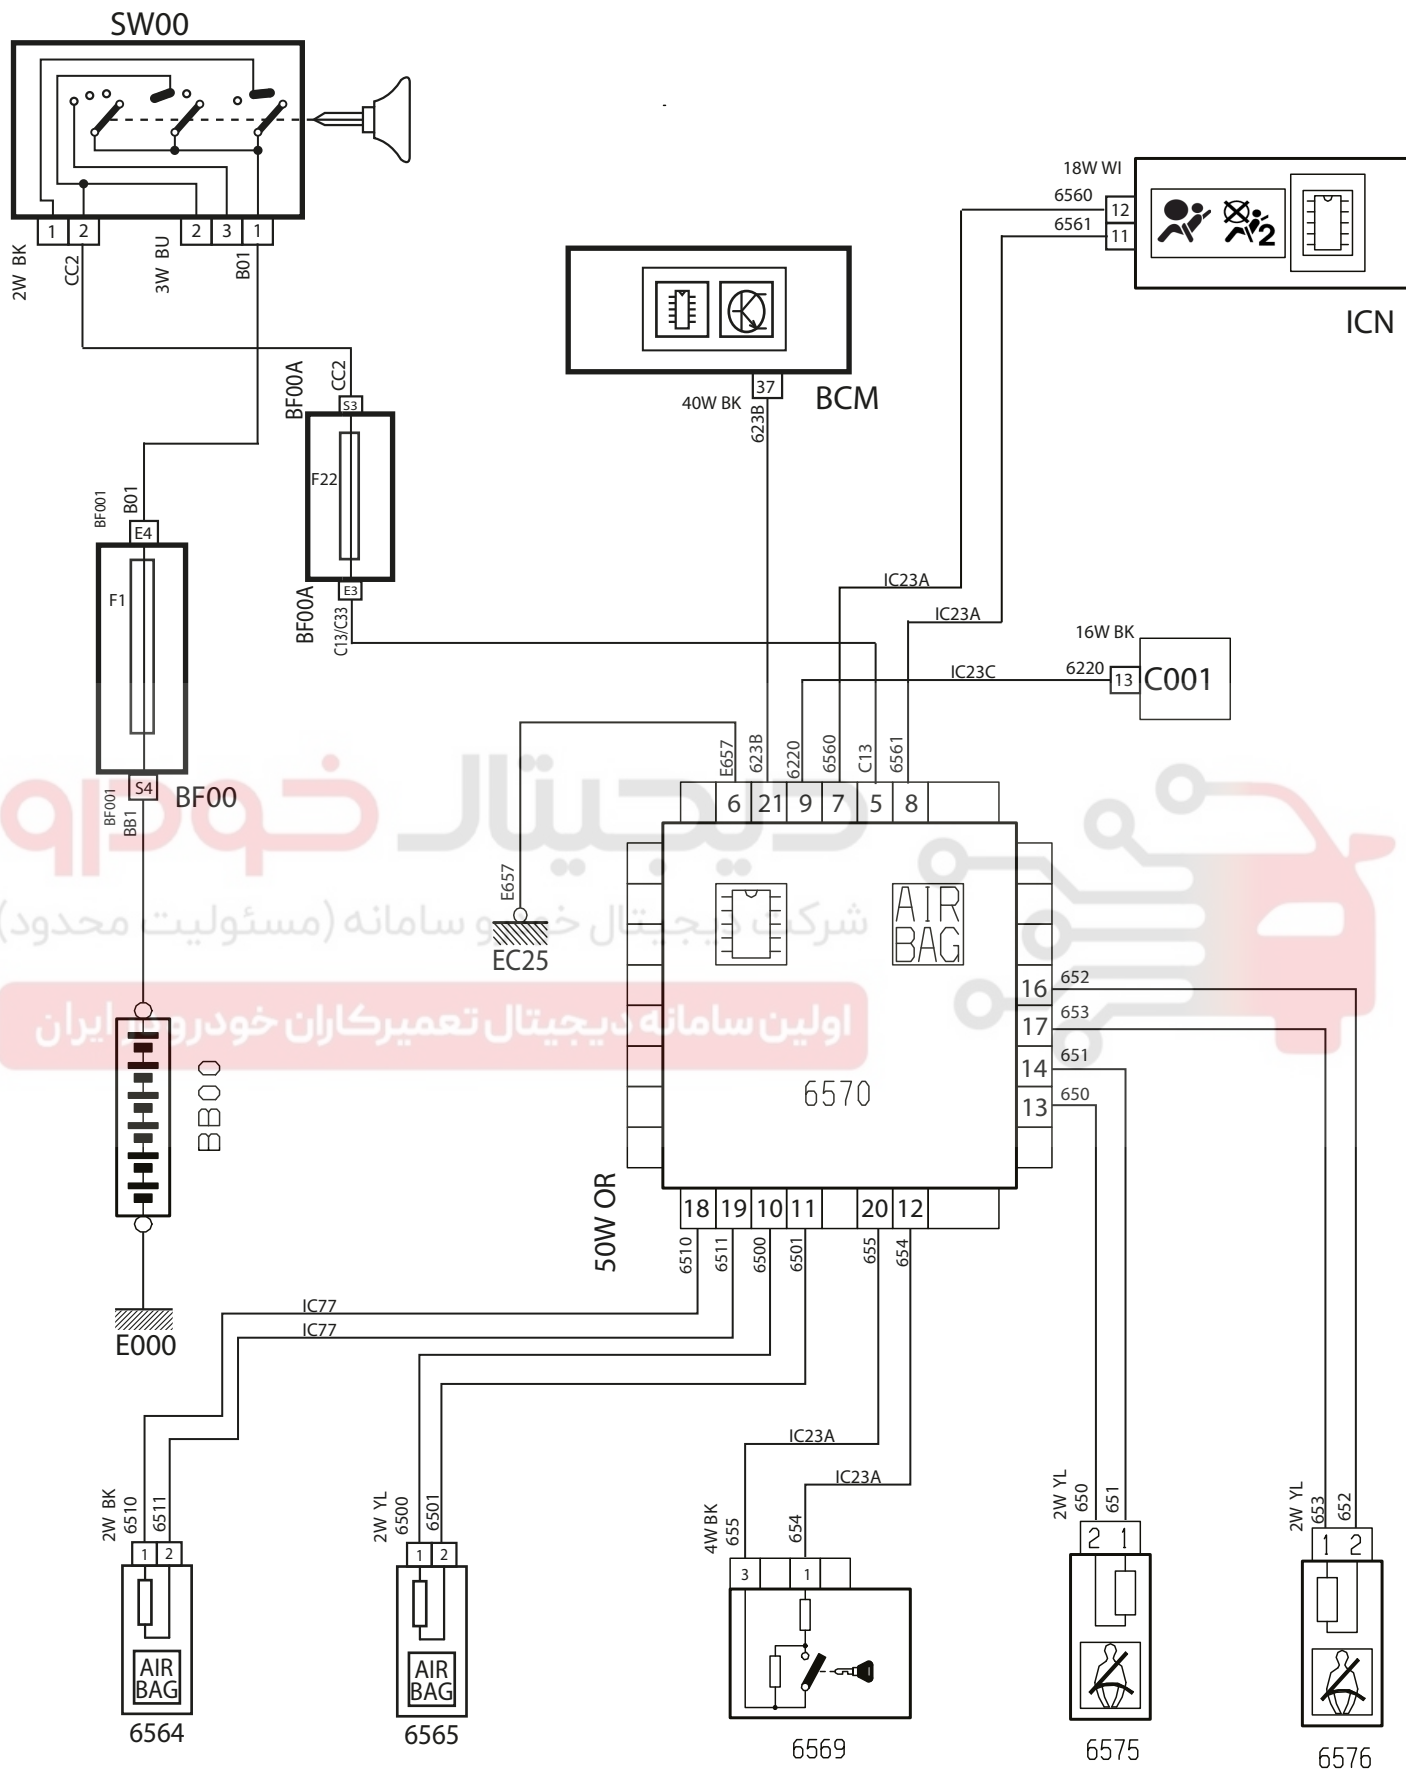 SW00
1 2 2 3 1
2W BK
CC2
3W BU
B01
18W WI
6560
12
6561
11
2
ICN
37
40W BK
BCM
623B
BF00A
CC2
S3
F22
E3
BF00A
C13/C33
BF001
B01
E4
F1
S4
BF00
BF001
BB1
IC23A
IC23A
16W BK
IC23C
6220
13
C001
E657
623B
6220
6560
C13
6561
6 21 9 7 5 8
دیجیتال خودرو
شرکت دیجیتال خودرو سامانه (مسئولیت محدود)
اولین سامانه دیجیتال تعمیرکاران خودرو در ایران
E657
EC25
AIR
BAG
16
652
17
653
14
651
13
650
6570
BB00
E000
50W OR
18 19 10 11 20 12
6510
6511
6500
6501
655
654
IC77
IC77
IC23A
IC23A
2W BK
6510
6511
1 2
AIR
BAG
6564
2W YL
6500
6501
1 2
AIR
BAG
6565
4W BK
655
654
3 1
6569
2W YL
650
651
2 1
6575
2W YL
653
652
1 2
6576